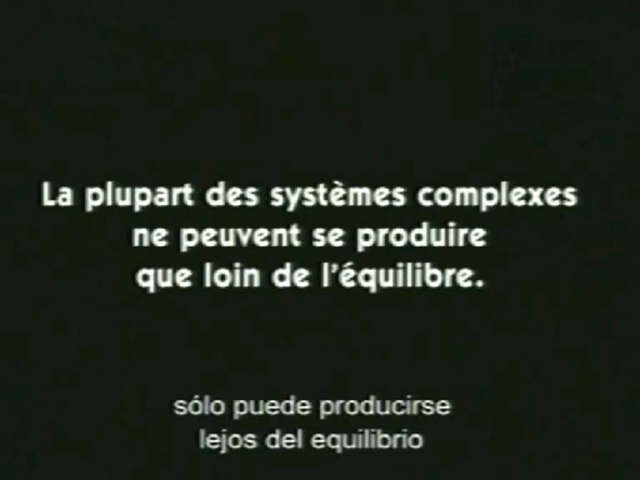 La plupart des systèmes complexes
ne peuvent se produire
que loin de l'équilibre.
sólo puede producirse
lejos del equilibrio